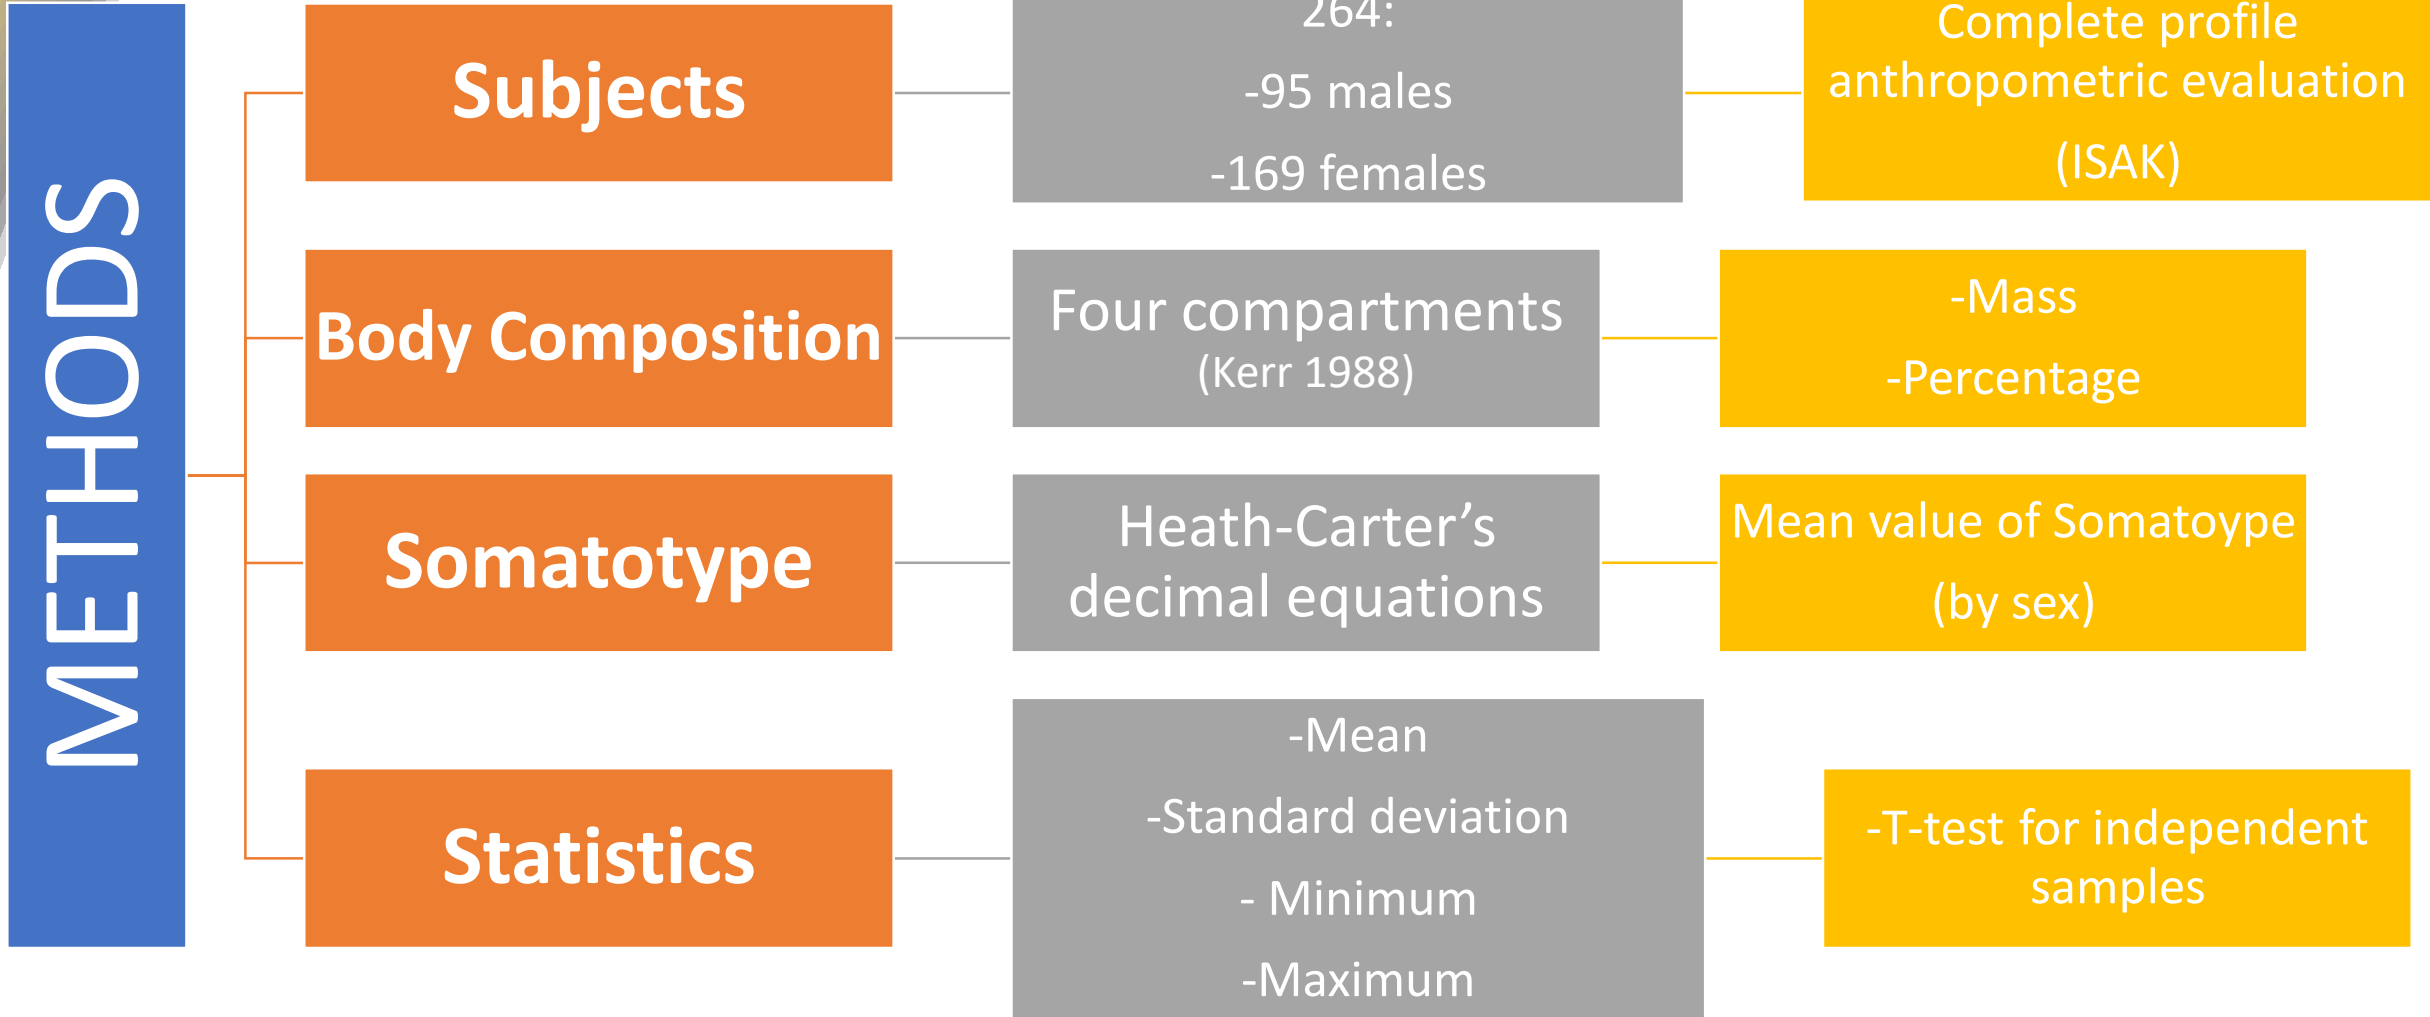 METHODS
Subjects
264:
-95 males
-169 females
Complete profile
anthropometric evaluation
(ISAK)
Body Composition
Four compartments
(Kerr 1988)
-Mass
-Percentage
Somatotype
Heath-Carter’s
decimal equations
Mean value of Somatoype
(by sex)
Statistics
-Mean
-Standard deviation
- Minimum
-Maximum
-T-test for independent
samples